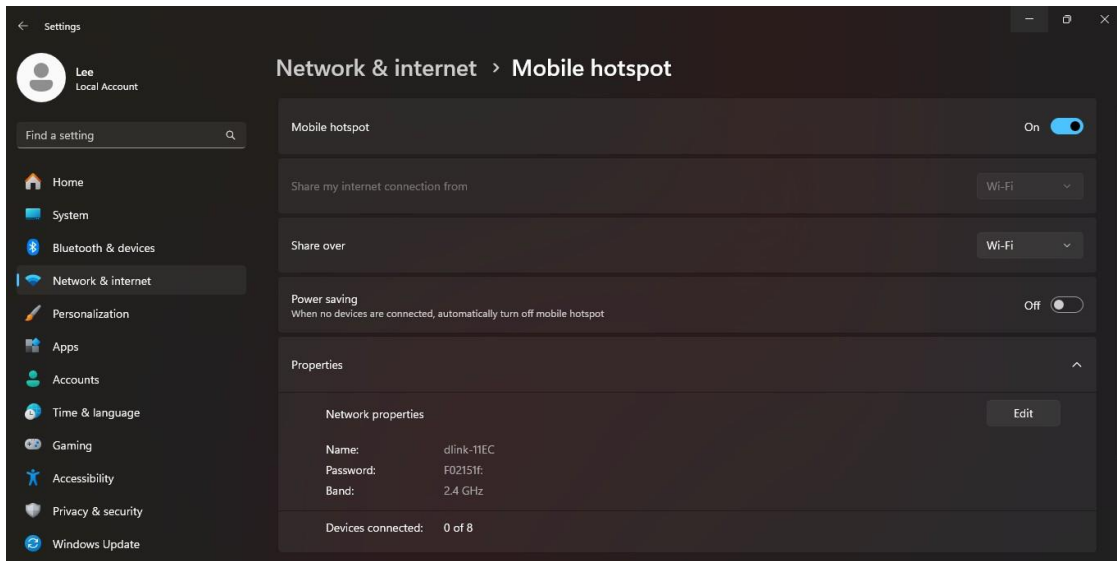 Settings
Lee
Local Account
Find a setting
Home
System
Bluetooth & devices
Network & internet
Personalization
Apps
Accounts
Time & language
Gaming
Accessibility
Privacy & security
Windows Update
Network & internet > Mobile hotspot
Mobile hotspot On
Share my internet connection from Wi-Fi
Share over Wi-Fi
Power saving Off
When no devices are connected, automatically turn off mobile hotspot
Properties
Network properties Edit
Name: dlink-11EC
Password: F02151f:
Band: 2.4 GHz
Devices connected: 0 of 8